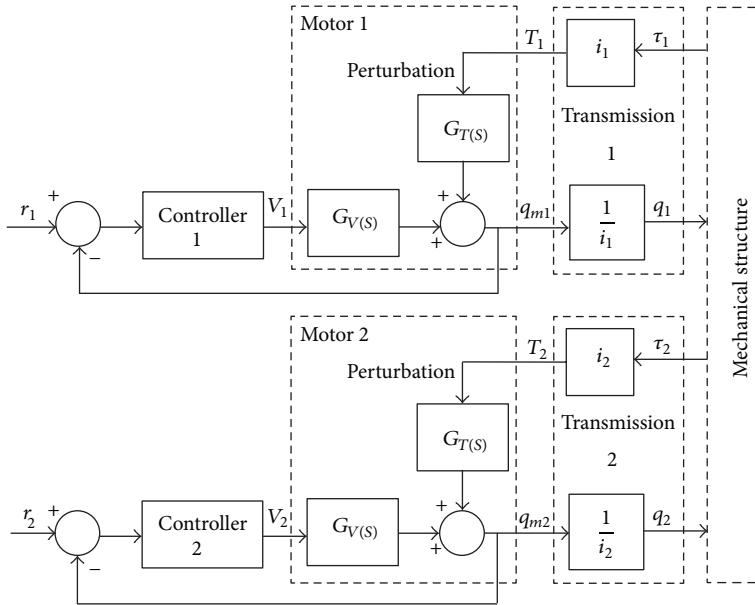 Motor 1
T1
i1
τ1
Perturbation
GT(S)
Transmission
1
r1
+
−
Controller
1
V1
GV(S)
+
+
qm1
1
i1
q1
Mechanical structure
Motor 2
T2
i2
τ2
Perturbation
GT(S)
Transmission
2
r2
+
−
Controller
2
V2
GV(S)
+
+
qm2
1
i2
q2